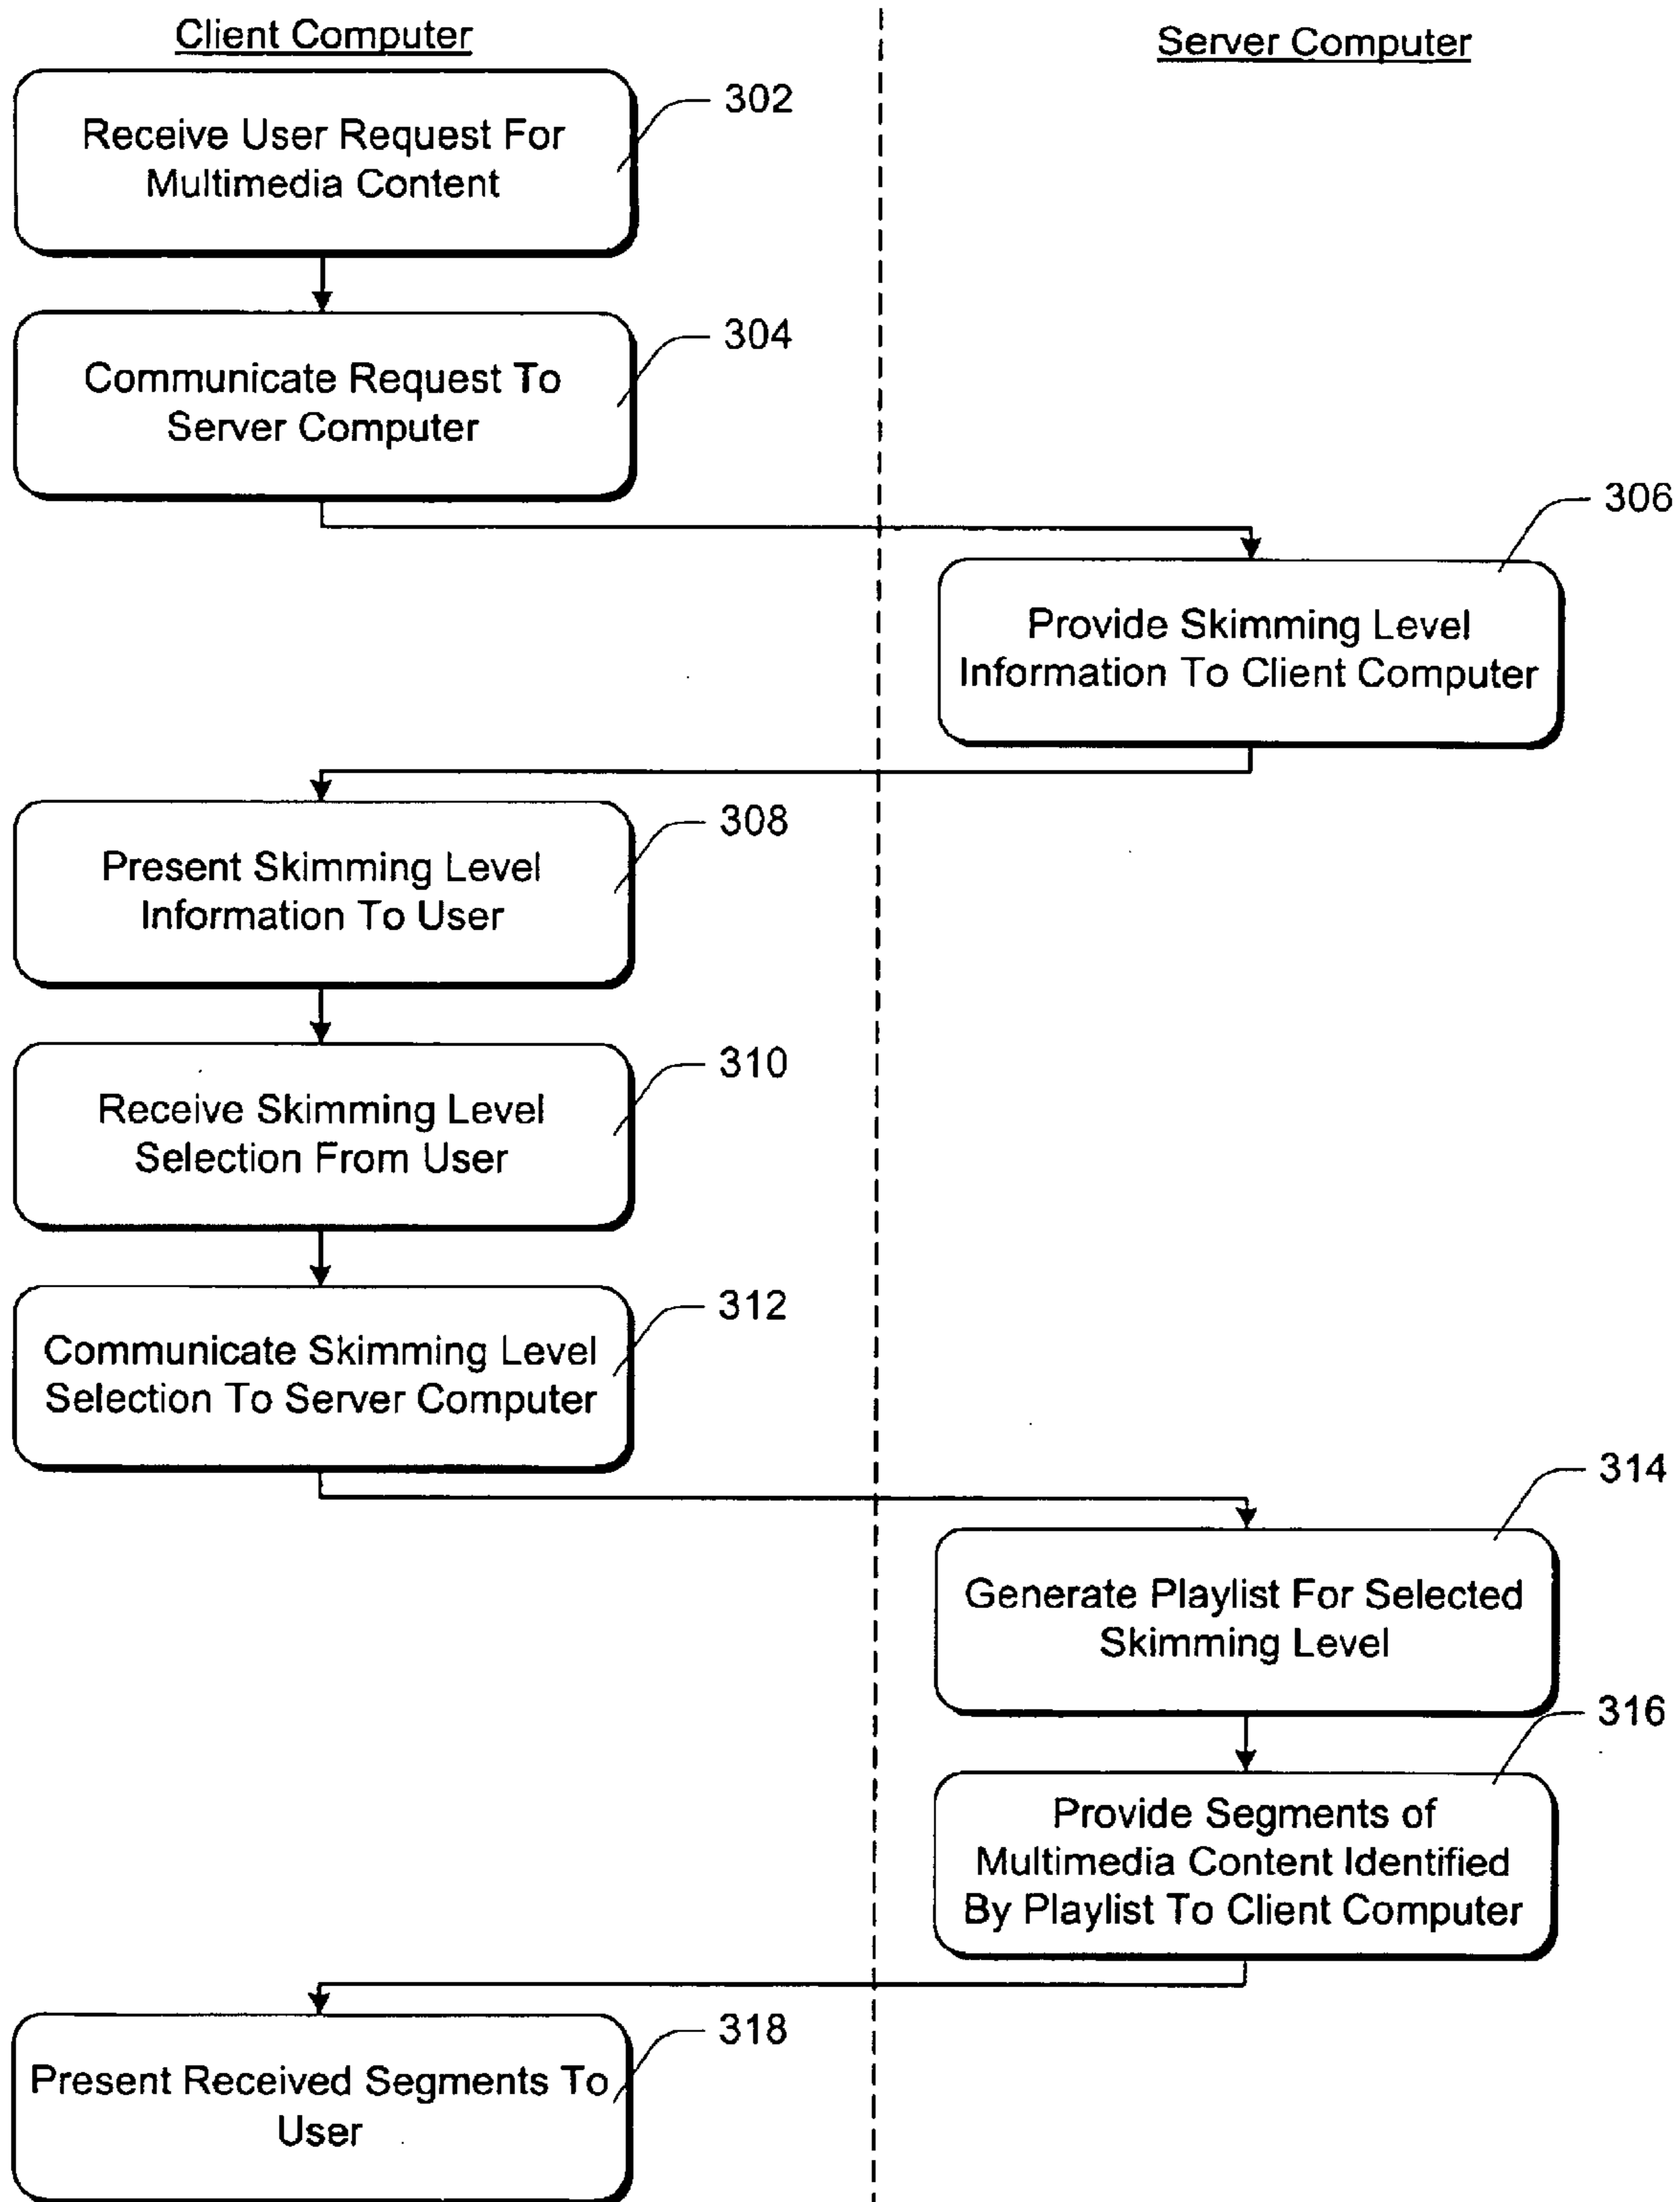 Client Computer
Server Computer
302
Receive User Request For
Multimedia Content
304
Communicate Request To
Server Computer
306
Provide Skimming Level
Information To Client Computer
308
Present Skimming Level
Information To User
310
Receive Skimming Level
Selection From User
312
Communicate Skimming Level
Selection To Server Computer
314
Generate Playlist For Selected
Skimming Level
316
Provide Segments of
Multimedia Content Identified
By Playlist To Client Computer
318
Present Received Segments To
User